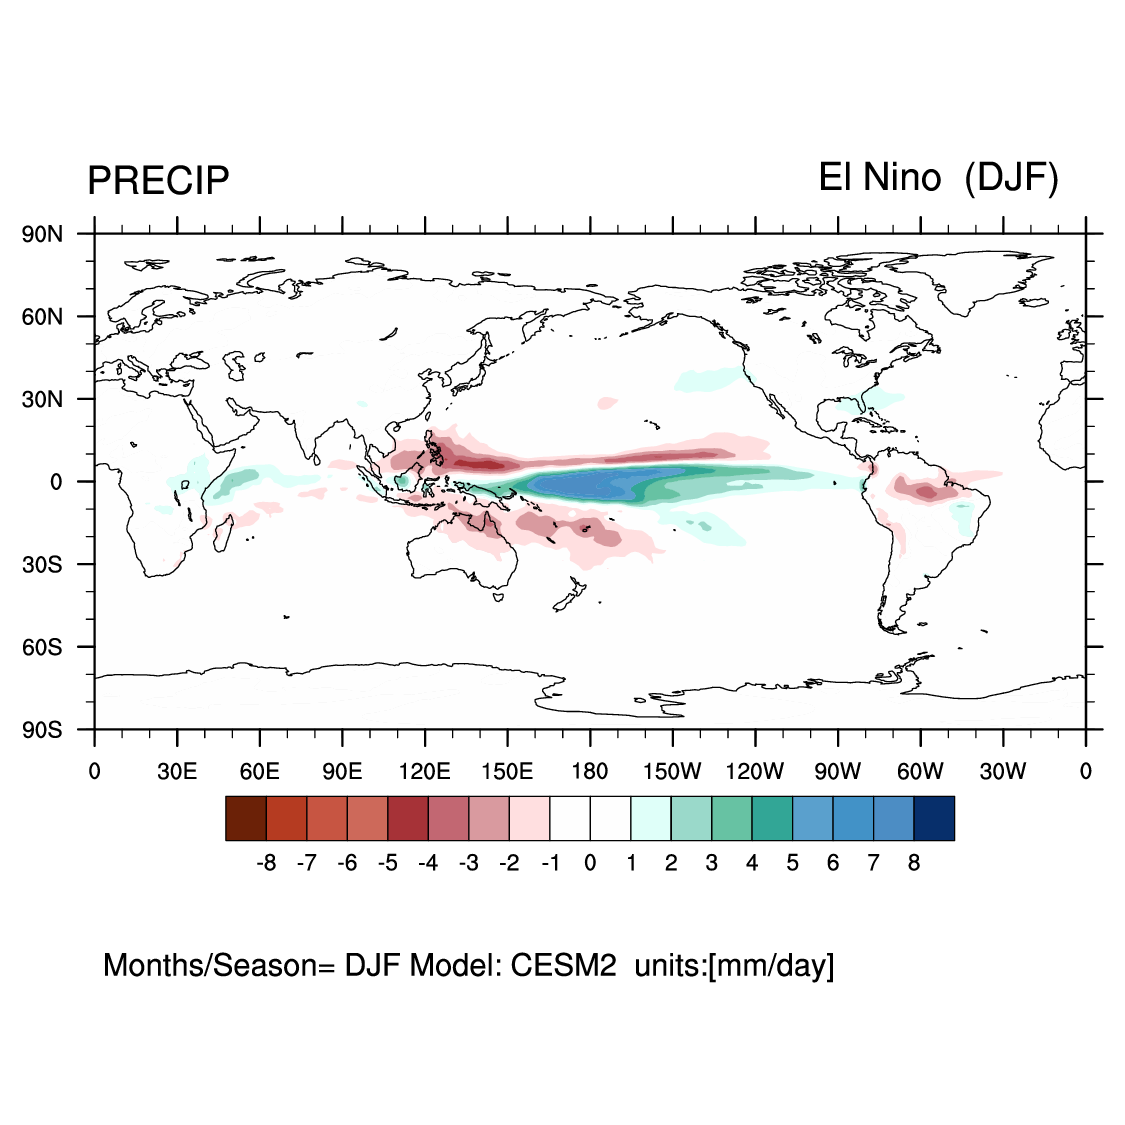 PRECIP El Nino (DJF)
90N
60N
30N
0
30S
60S
90S
0 30E 60E 90E 120E 150E 180 150W 120W 90W 60W 30W 0
-8 -7 -6 -5 -4 -3 -2 -1 0 1 2 3 4 5 6 7 8
Months/Season= DJF Model: CESM2 units:[mm/day]